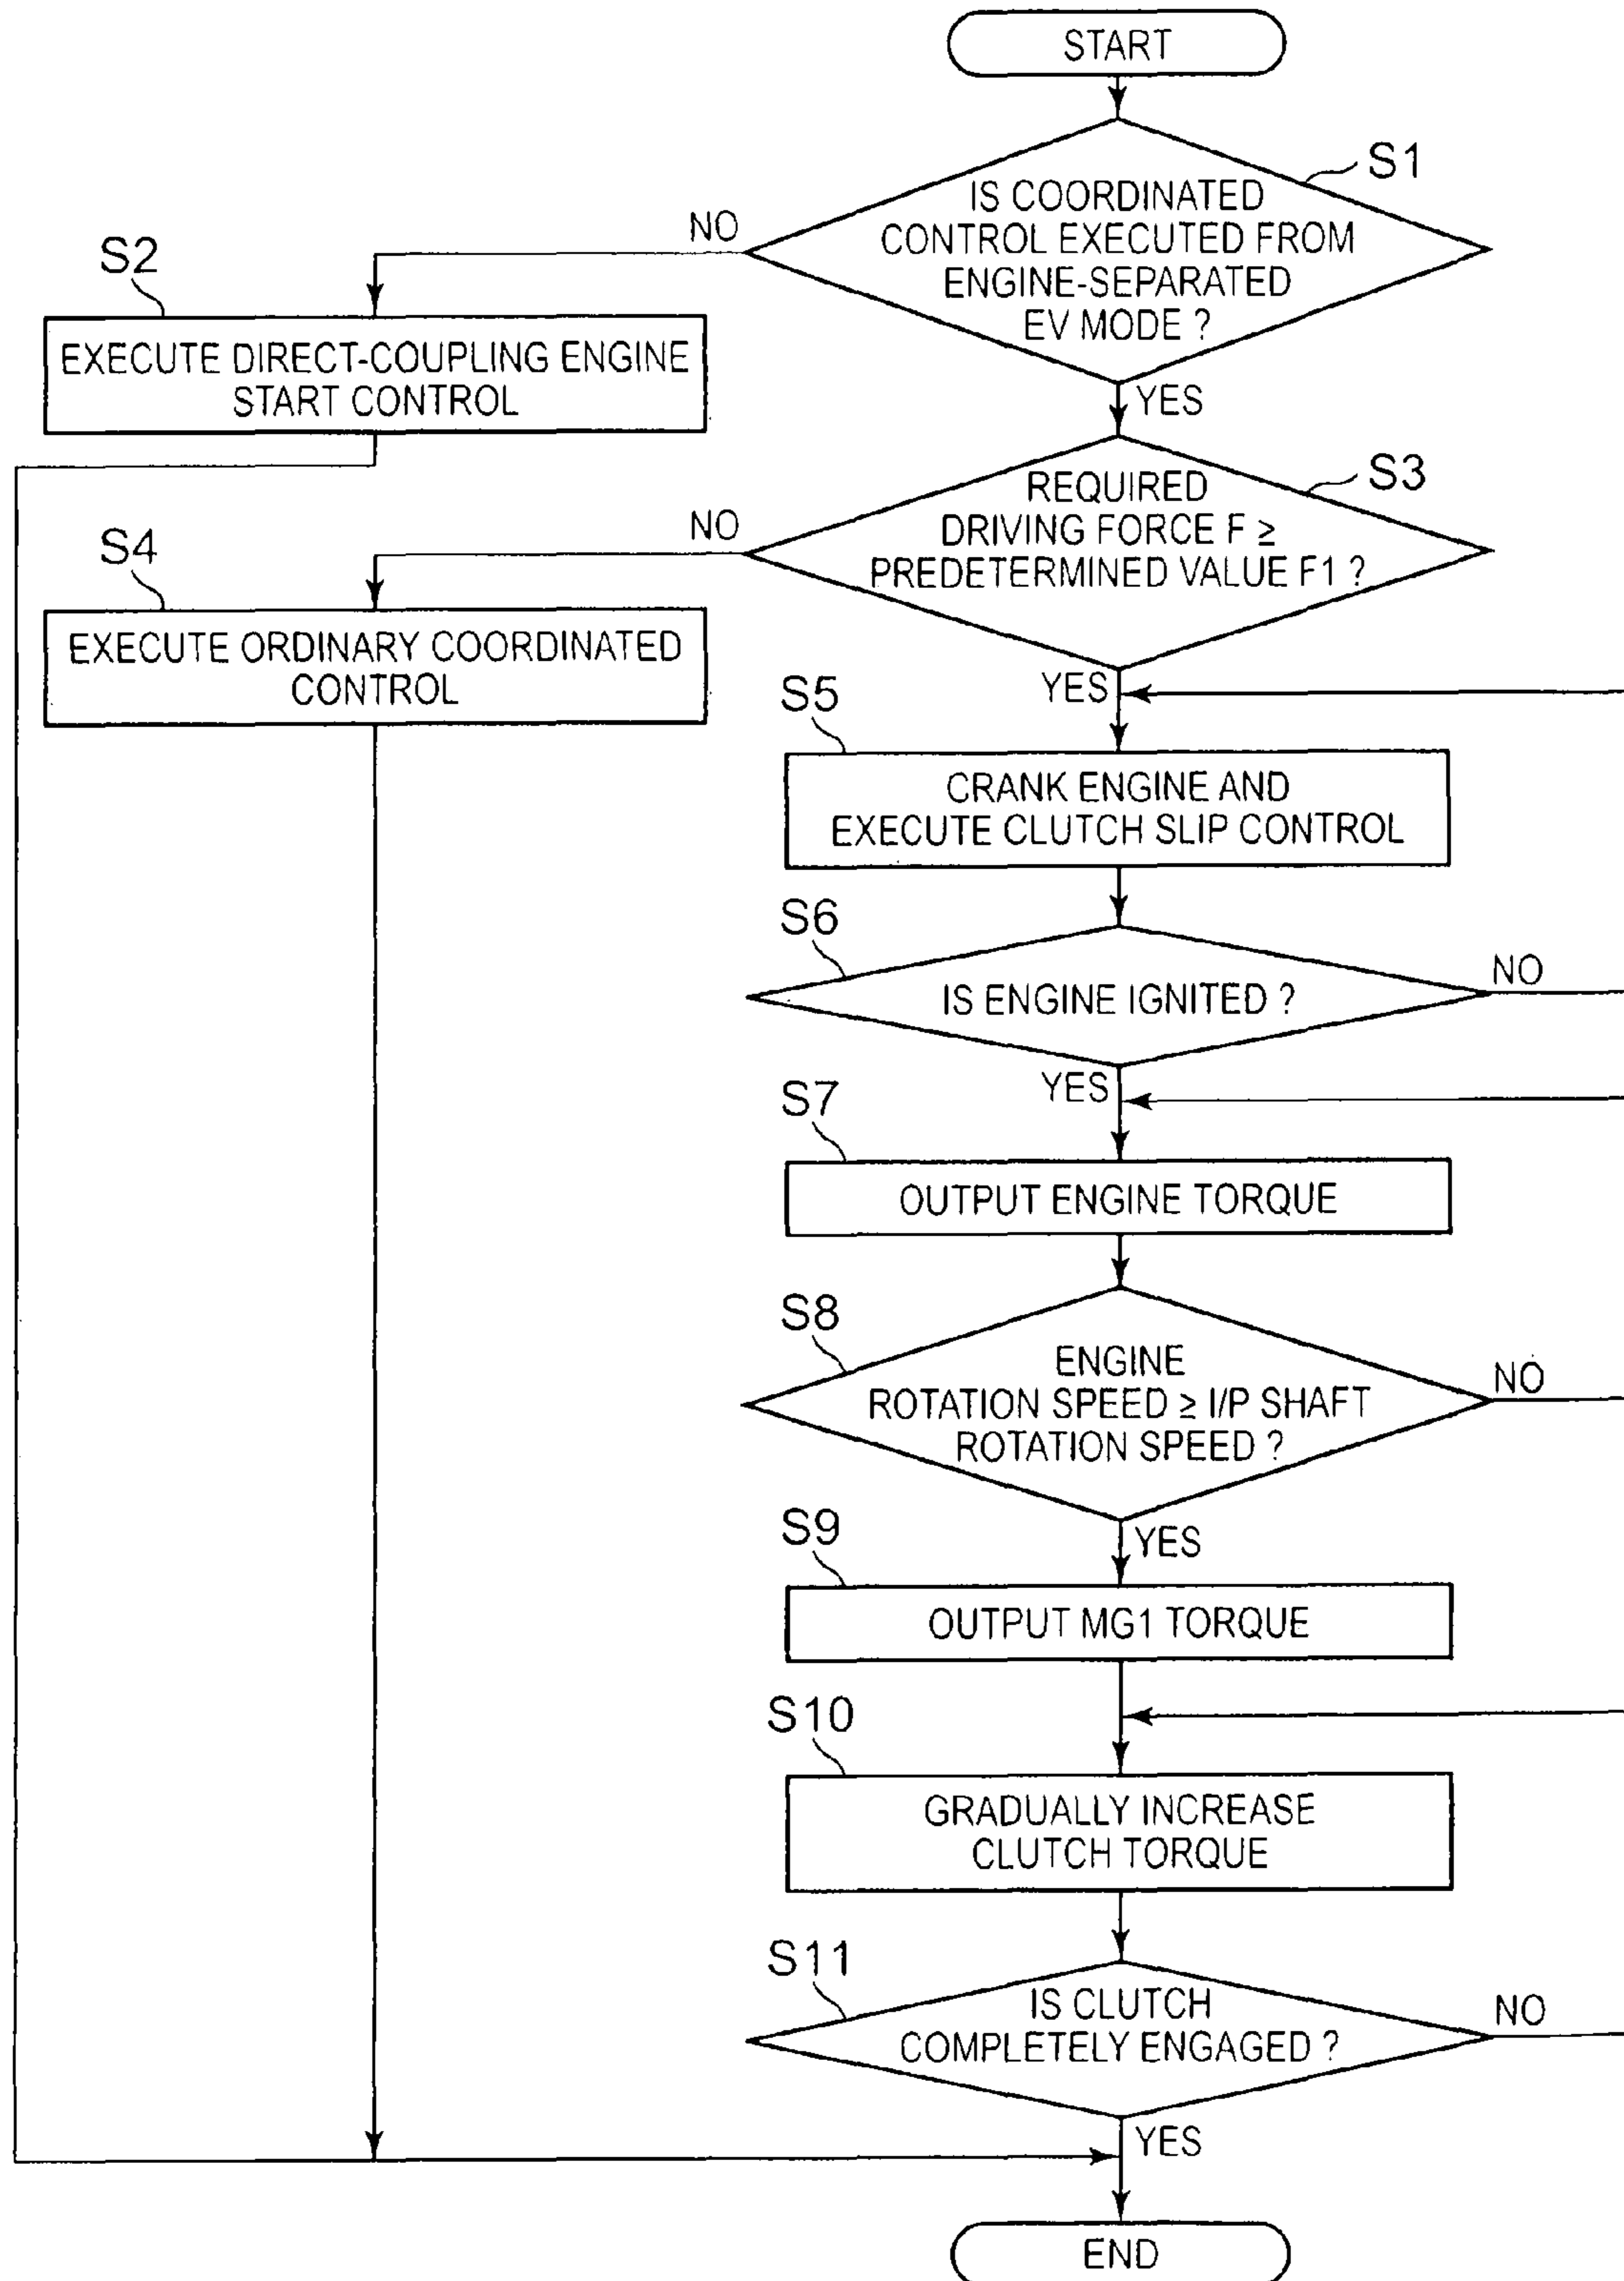 START
S1
IS COORDINATED
CONTROL EXECUTED FROM
ENGINE-SEPARATED
EV MODE ?
NO
YES
S2
EXECUTE DIRECT-COUPLING ENGINE
START CONTROL
S3
REQUIRED
DRIVING FORCE F ≥
PREDETERMINED VALUE F1 ?
NO
YES
S4
EXECUTE ORDINARY COORDINATED
CONTROL
S5
CRANK ENGINE AND
EXECUTE CLUTCH SLIP CONTROL
S6
IS ENGINE IGNITED ?
NO
YES
S7
OUTPUT ENGINE TORQUE
S8
ENGINE
ROTATION SPEED ≥ I/P SHAFT
ROTATION SPEED ?
NO
YES
S9
OUTPUT MG1 TORQUE
S10
GRADUALLY INCREASE
CLUTCH TORQUE
S11
IS CLUTCH
COMPLETELY ENGAGED ?
NO
YES
END